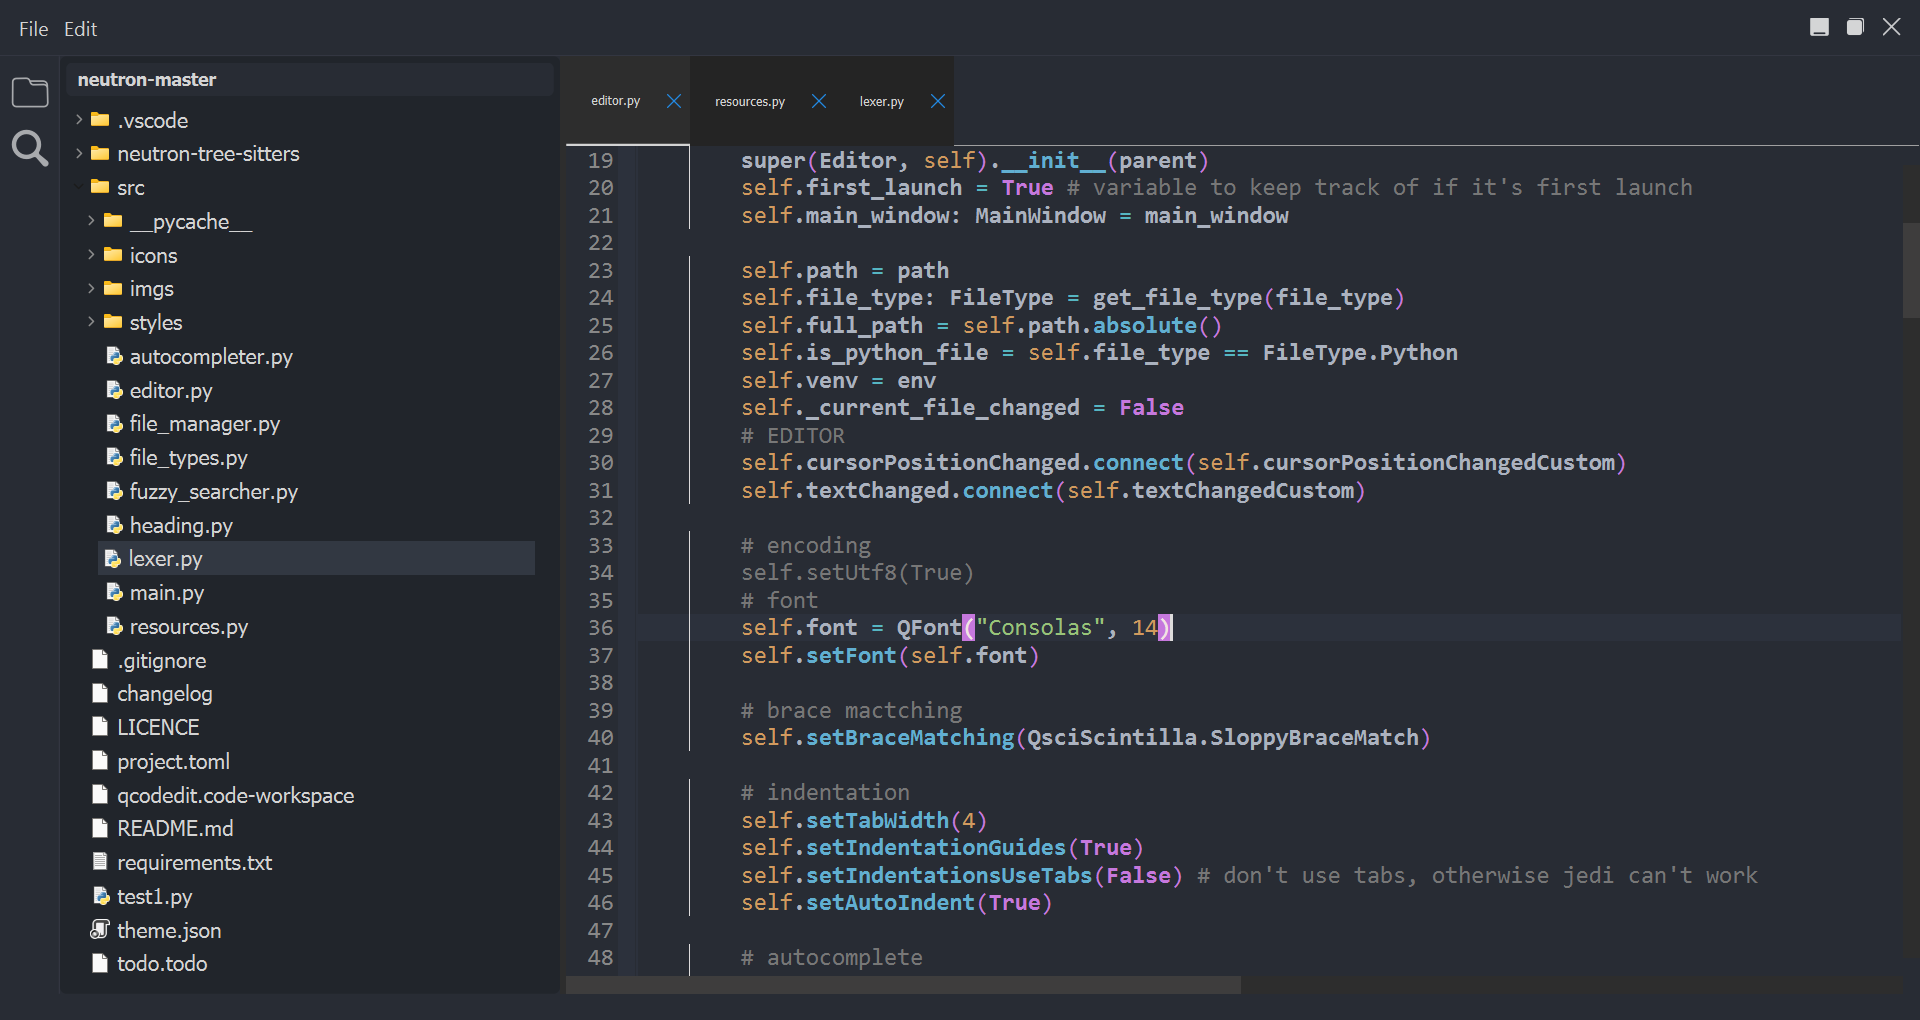 File Edit
neutron-master
.vscode
neutron-tree-sitters
src
__pycache__
icons
imgs
styles
autocompleter.py
editor.py
file_manager.py
file_types.py
fuzzy_searcher.py
heading.py
lexer.py
main.py
resources.py
.gitignore
changelog
LICENCE
project.toml
qcodedit.code-workspace
README.md
requirements.txt
test1.py
theme.json
todo.todo
editor.py resources.py lexer.py
19 super(Editor, self).__init__(parent)
20 self.first_launch = True # variable to keep track of if it's first launch
21 self.main_window: MainWindow = main_window
22
23 self.path = path
24 self.file_type: FileType = get_file_type(file_type)
25 self.full_path = self.path.absolute()
26 self.is_python_file = self.file_type == FileType.Python
27 self.venv = env
28 self._current_file_changed = False
29 # EDITOR
30 self.cursorPositionChanged.connect(self.cursorPositionChangedCustom)
31 self.textChanged.connect(self.textChangedCustom)
32
33 # encoding
34 self.setUtf8(True)
35 # font
36 self.font = QFont("Consolas", 14)
37 self.setFont(self.font)
38
39 # brace mactching
40 self.setBraceMatching(QsciScintilla.SloppyBraceMatch)
41
42 # indentation
43 self.setTabWidth(4)
44 self.setIndentationGuides(True)
45 self.setIndentationsUseTabs(False) # don't use tabs, otherwise jedi can't work
46 self.setAutoIndent(True)
47
48 # autocomplete